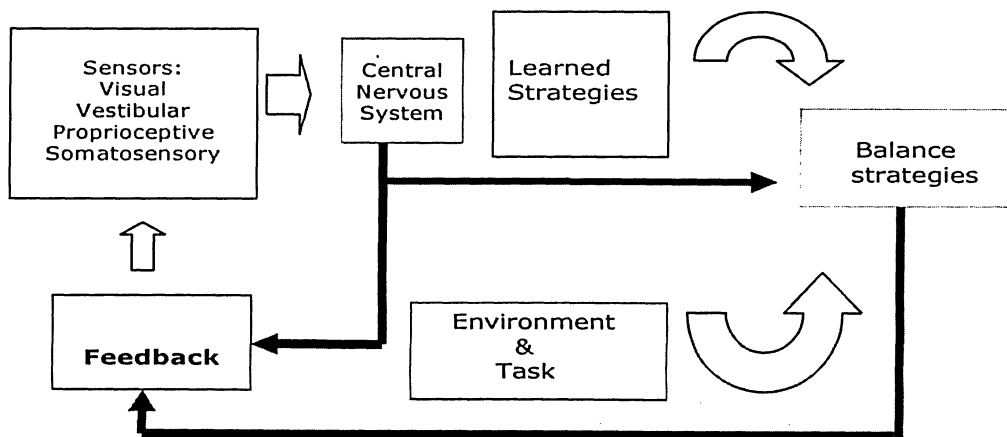 Sensors:
Visual
Vestibular
Proprioceptive
Somatosensory
Central
Nervous
System
Learned
Strategies
Balance
strategies
Feedback
Environment
&
Task